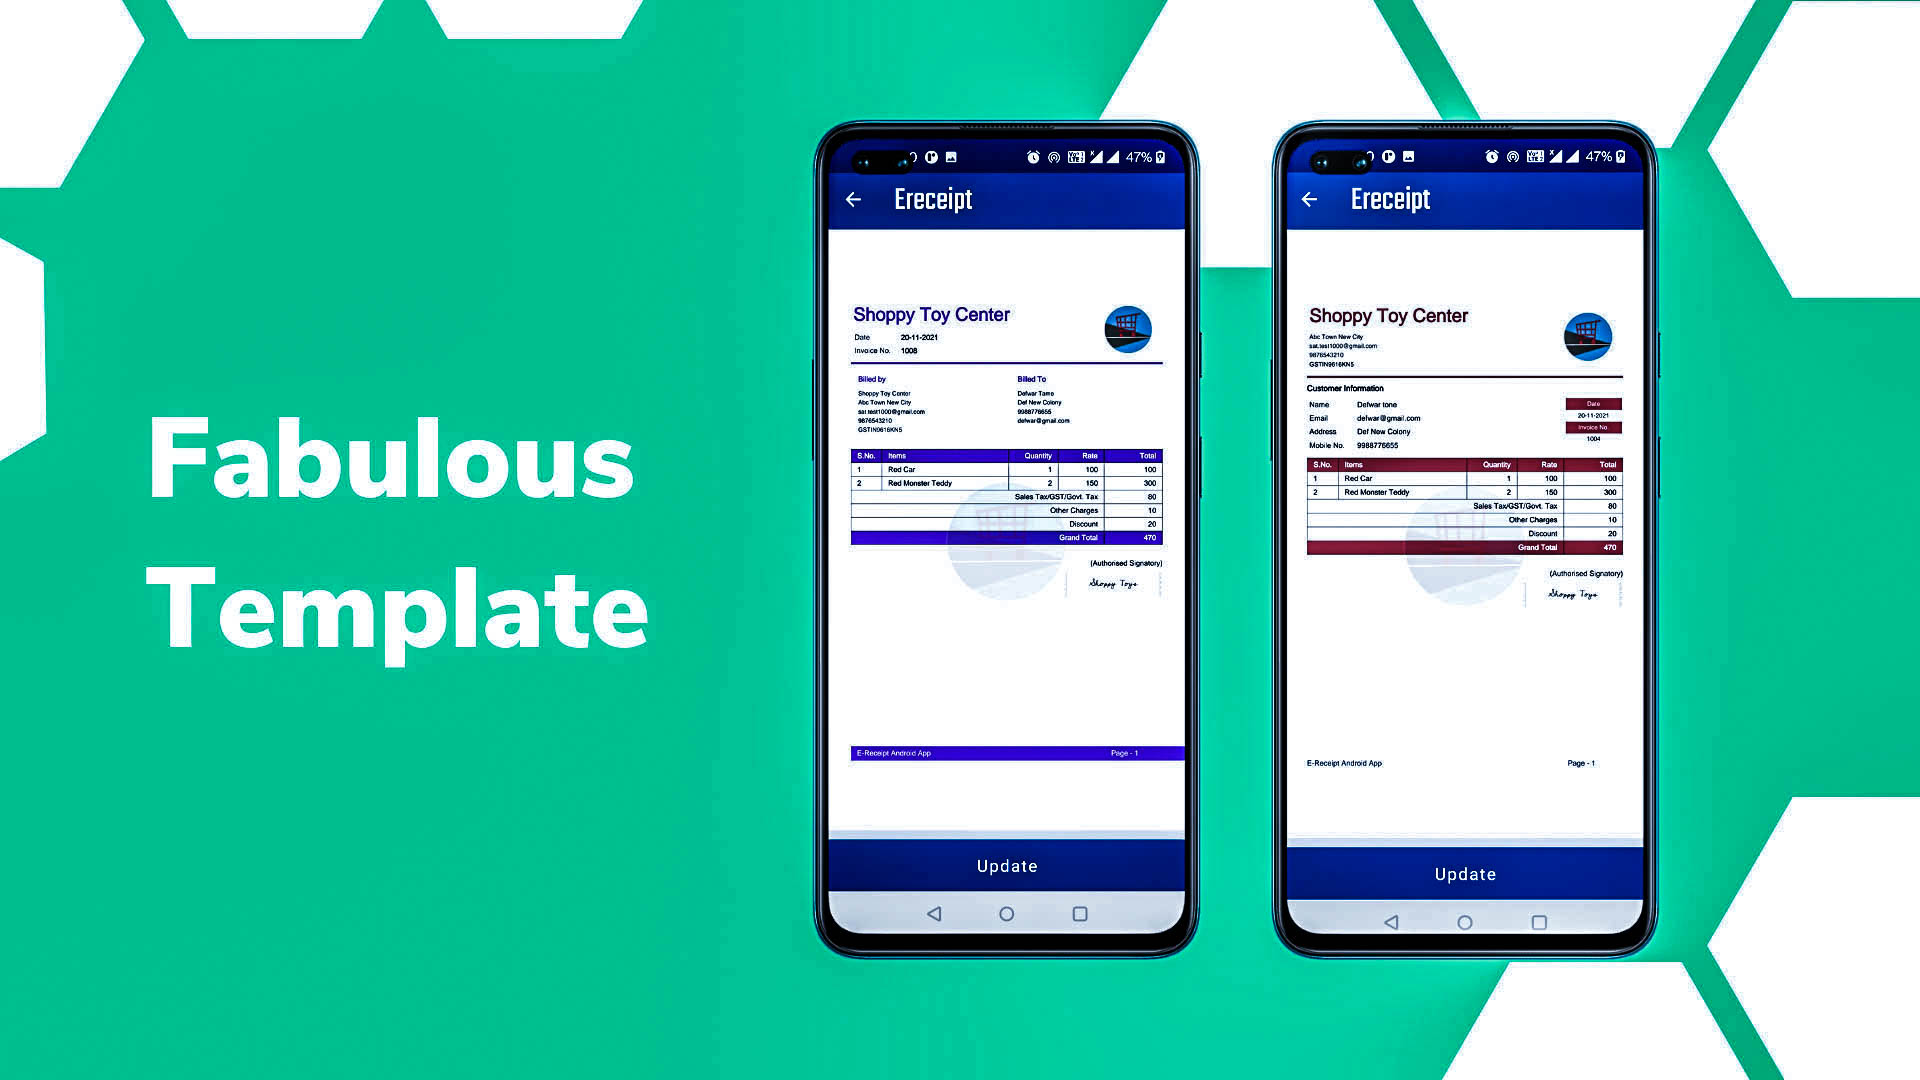 Fabulous
Template
47%
Ereceipt
Shoppy Toy Center
Date 20-11-2021
Invoice No. 1008
Billed by Billed To
Shoppy Toy Center Defwar Tame
Abc Town New City Def New Colony
sat.test1000@gmail.com 9988776655
9876543210 defwar@gmail.com
GSTIN9616KN5
S.No. Items Quantity Rate Total
1 Red Car 1 100 100
2 Red Monster Teddy 2 150 300
Sales Tax/GST/Govt. Tax 80
Other Charges 10
Discount 20
Grand Total 470
(Authorised Signatory)
Shoppy Toys
E-Receipt Android App Page - 1
Update
47%
Ereceipt
Shoppy Toy Center
Abc Town New City
sat.test1000@gmail.com
9876543210
GSTIN9616KN5
Customer Information
Name Defwar tone
Email defwar@gmail.com
Address Def New Colony
Mobile No. 9988776655
Date
20-11-2021
Invoice No.
1004
S.No. Items Quantity Rate Total
1 Red Car 1 100 100
2 Red Monster Teddy 2 150 300
Sales Tax/GST/Govt. Tax 80
Other Charges 10
Discount 20
Grand Total 470
(Authorised Signatory)
Shoppy Toys
E-Receipt Android App Page - 1
Update